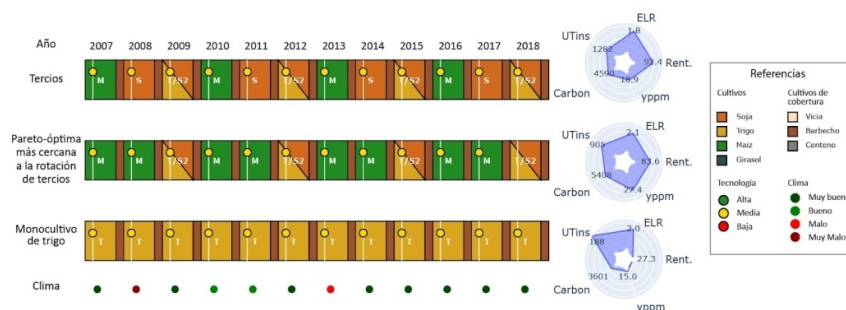 Año 2007 2008 2009 2010 2011 2012 2013 2014 2015 2016 2017 2018
Tercios M S T/S2 M S T/S2 M S T/S2 M S T/S2
ELR
UTins 1.8
1282 92.4 Rent.
4590 18.9
Carbon yppm
Pareto-óptima
más cercana
a la rotación
de tercios
M M T/S2 M M T/S2 M M T/S2 M M T/S2
ELR
UTins 2.1
905 83.6 Rent.
5408 27.4
Carbon yppm
Monocultivo
de trigo
T T T T T T T T T T T T
ELR
UTins 2.0
188 27.3 Rent.
3601 15.0
Carbon yppm
Clima
Referencias
Cultivos
Soja
Trigo
Maíz
Girasol
Cultivos de
cobertura
Vicia
Barbecho
Centeno
Tecnología
Alta
Media
Baja
Clima
Muy bueno
Bueno
Malo
Muy Malo